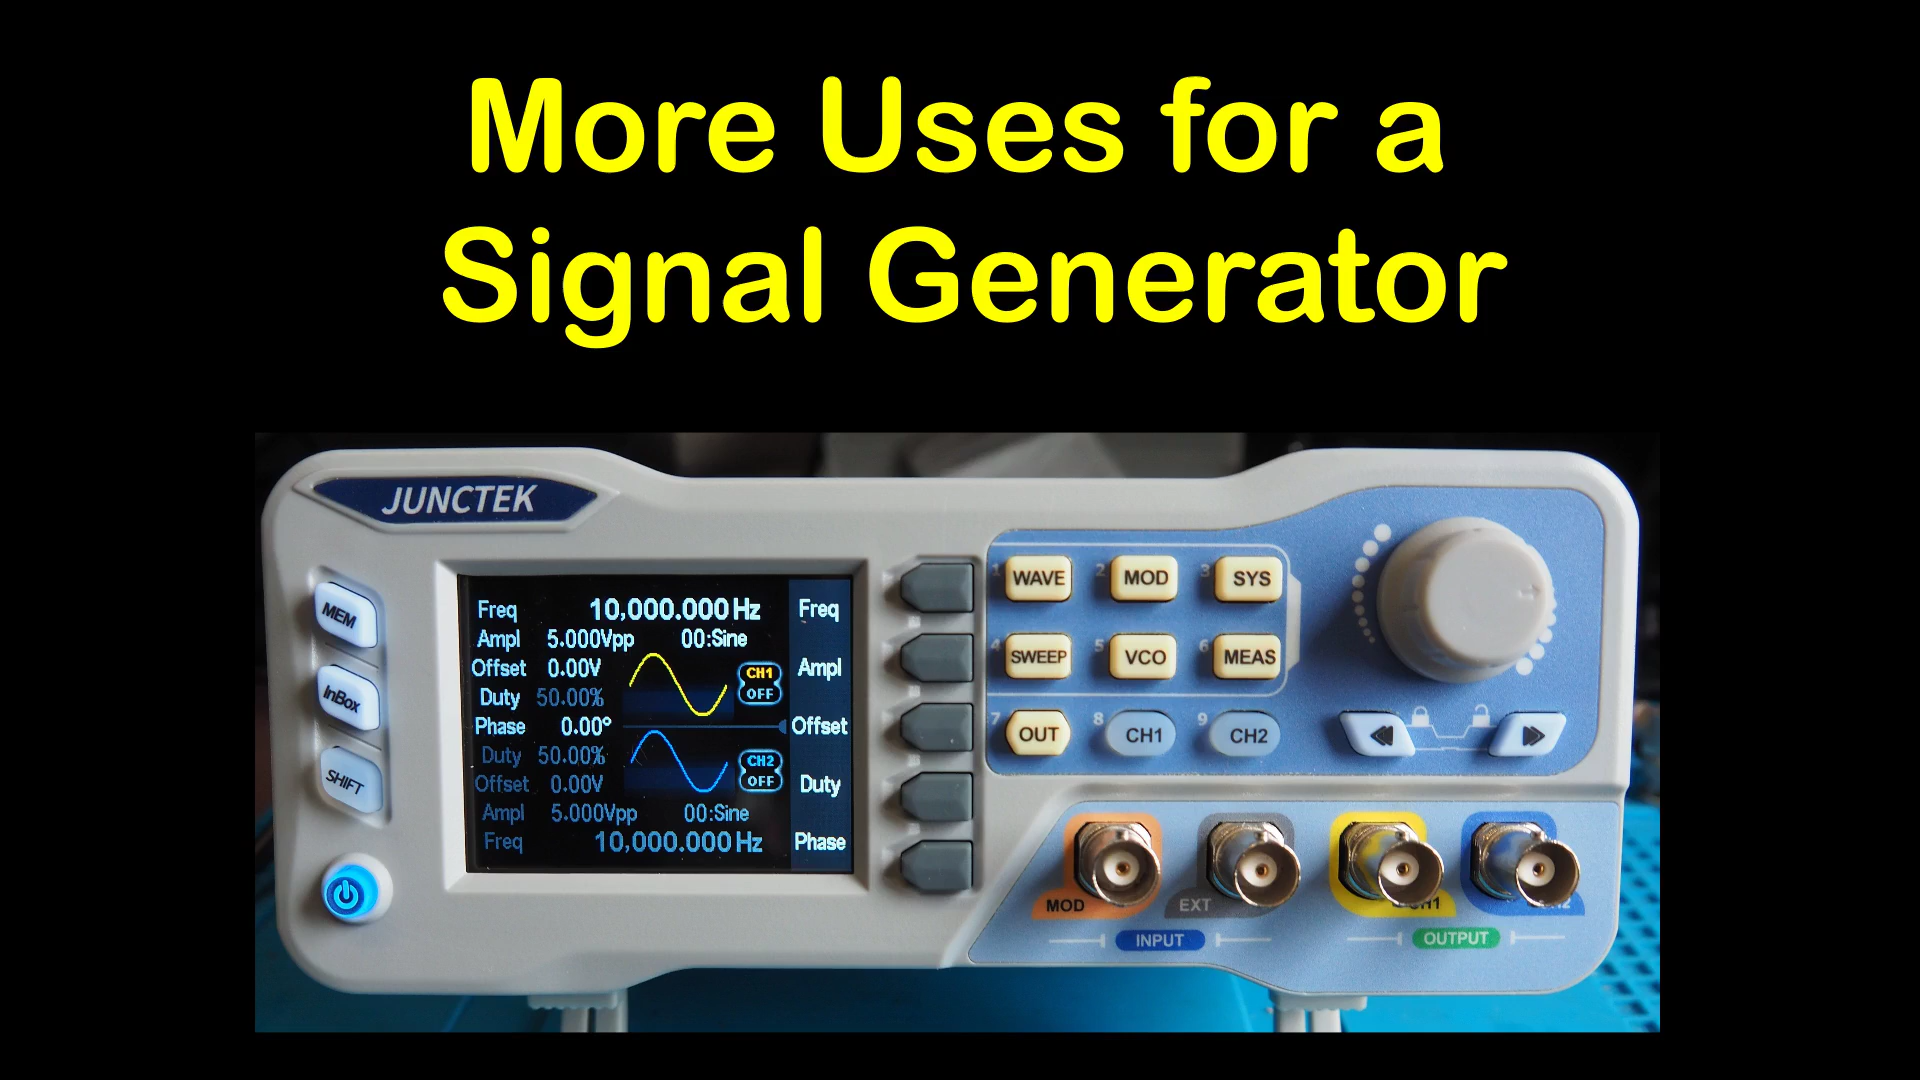 More Uses for a
Signal Generator
JUNCTEK
MEM
InBox
SHIFT
Freq 10,000.000 Hz Freq
Ampl 5.000Vpp 00:Sine
Offset 0.00V CH1 Ampl
Duty 50.00% OFF
Phase 0.00° Offset
Duty 50.00% CH2
Offset 0.00V OFF Duty
Ampl 5.000Vpp 00:Sine
Freq 10,000.000 Hz Phase
1 WAVE 2 MOD 3 SYS
4 SWEEP 5 VCO 6 MEAS
7 OUT 8 CH1 9 CH2
MOD EXT CH1
INPUT OUTPUT